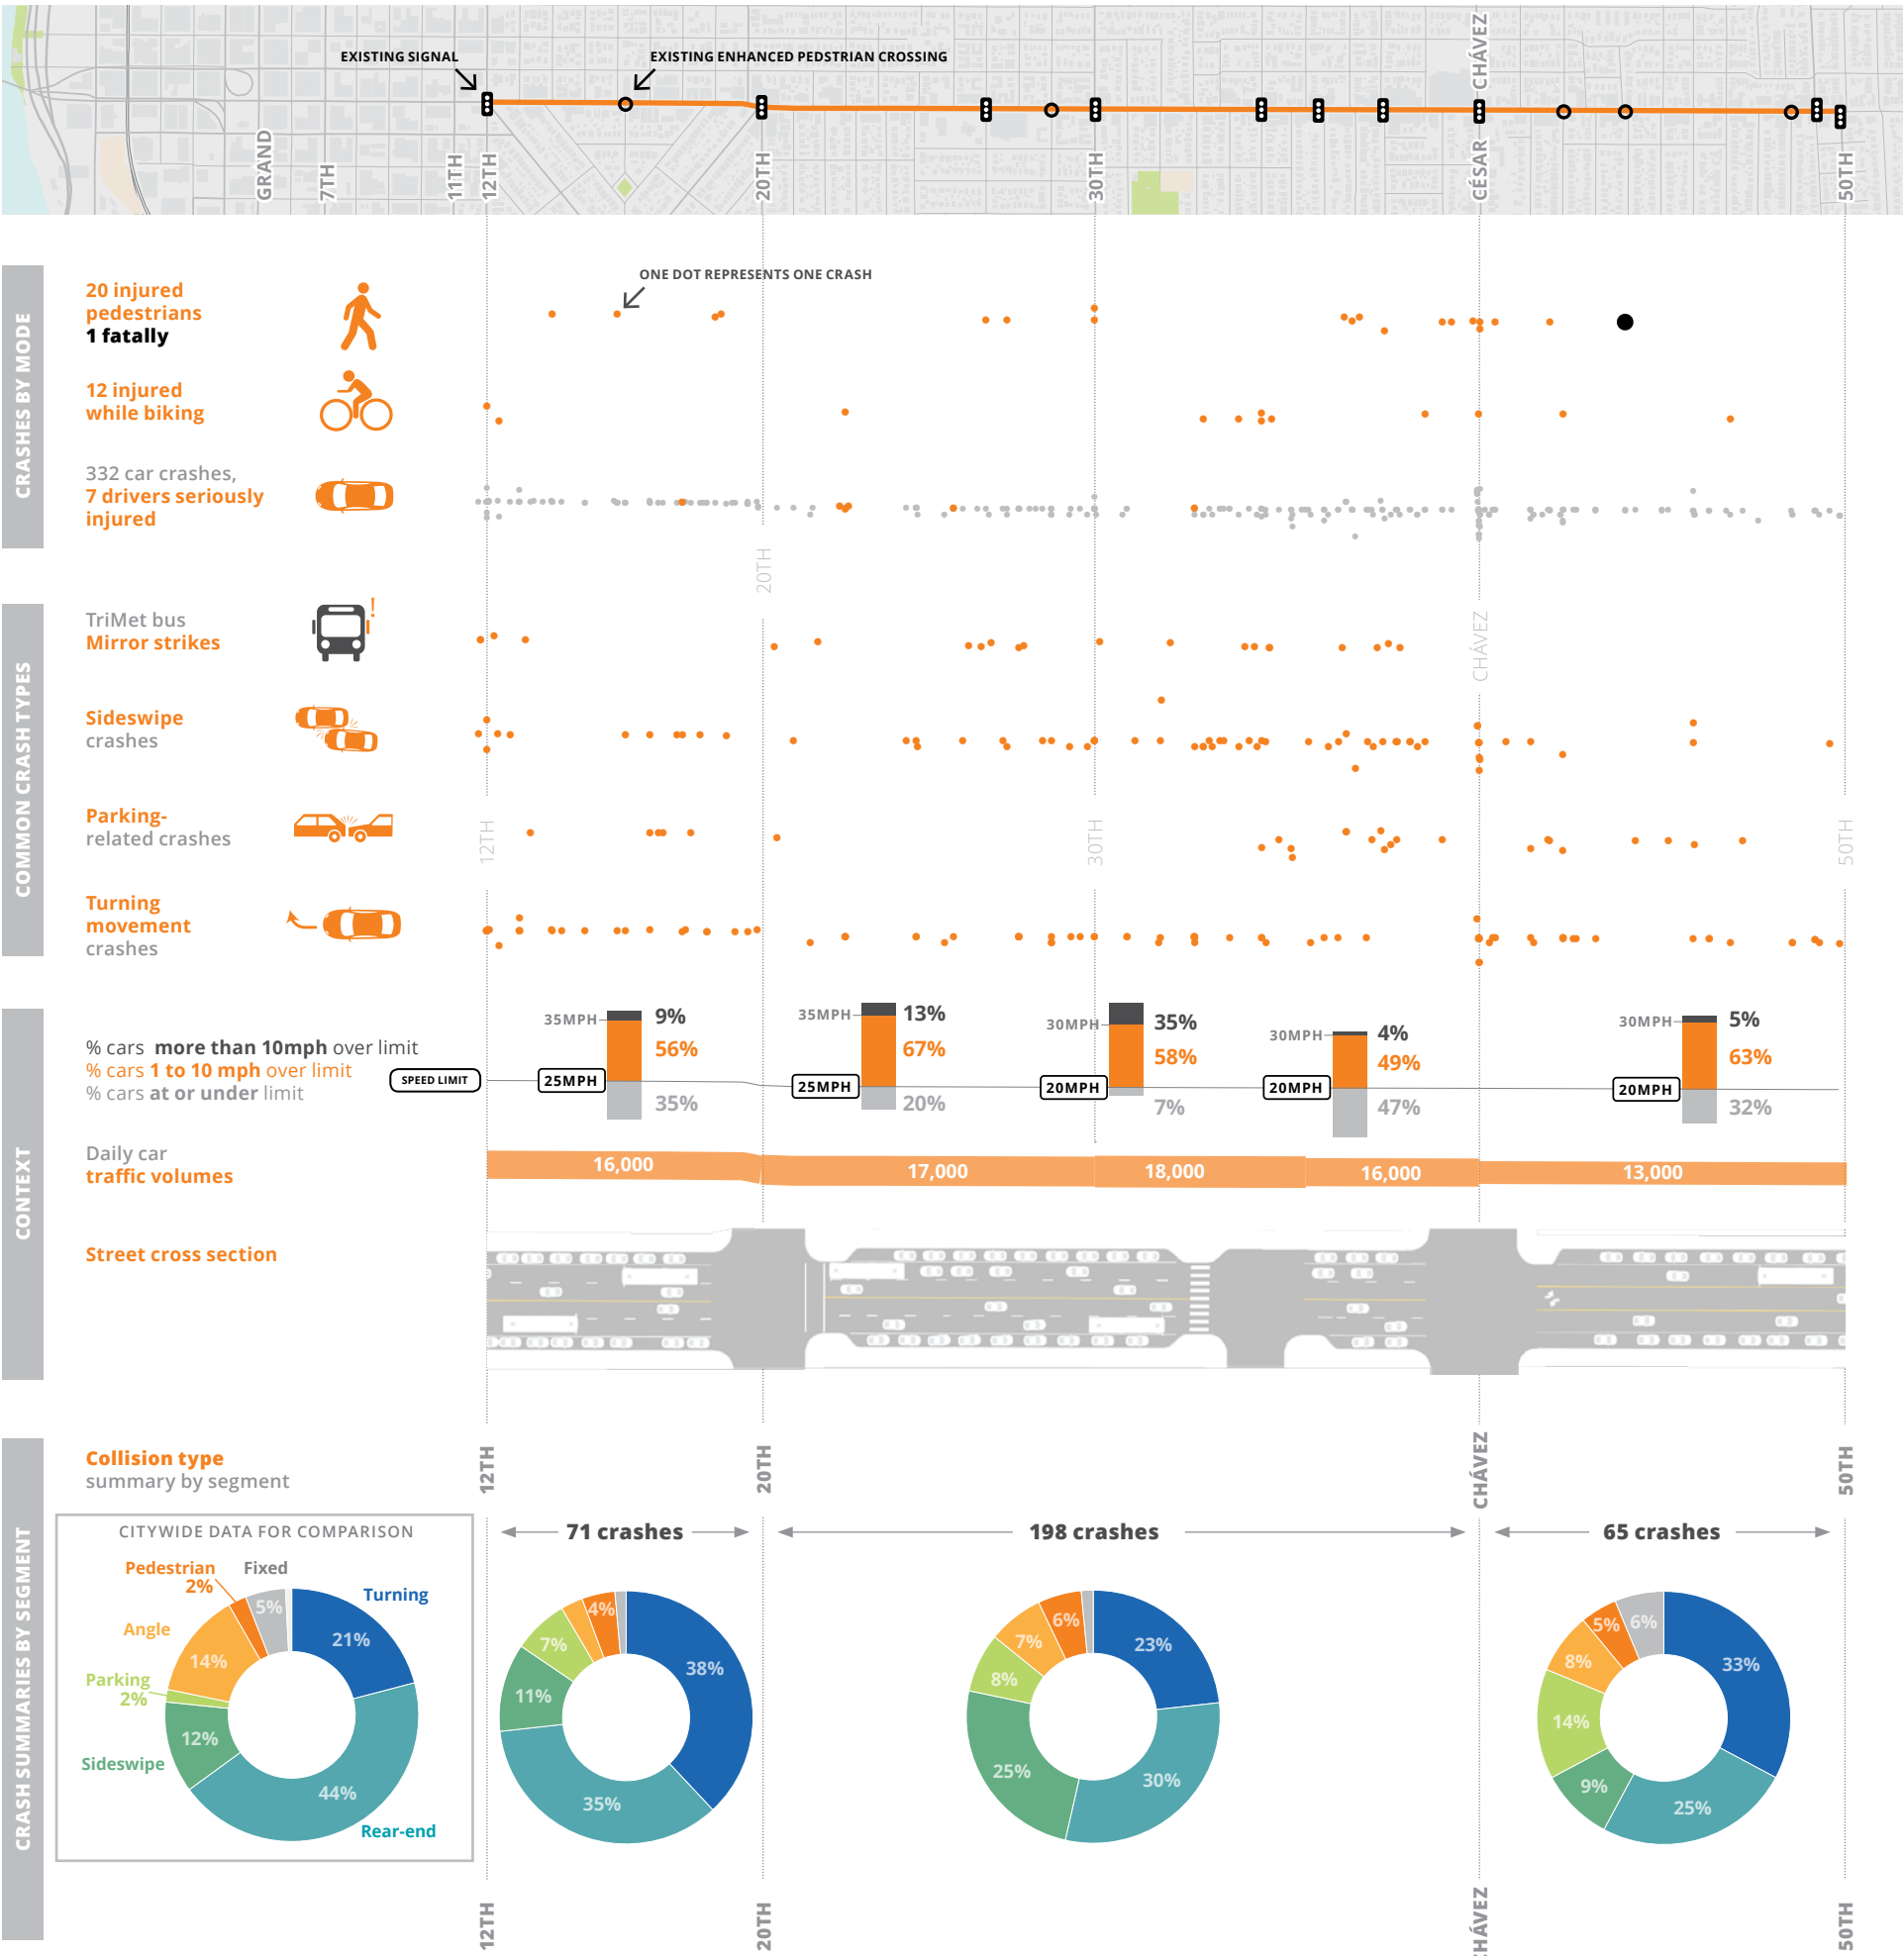 EXISTING SIGNAL
EXISTING ENHANCED PEDSTRIAN CROSSING
GRAND
7TH
11TH
12TH
20TH
30TH
CÉSAR CHÁVEZ
50TH
CRASHES BY MODE
ONE DOT REPRESENTS ONE CRASH
20 injured
pedestrians
1 fatally
12 injured
while biking
332 car crashes,
7 drivers seriously
injured
20TH
CHÁVEZ
COMMON CRASH TYPES
TriMet bus
Mirror strikes
!
Sideswipe
crashes
Parking-
related crashes
12TH
30TH
50TH
Turning
movement
crashes
CONTEXT
% cars more than 10mph over limit
% cars 1 to 10 mph over limit
% cars at or under limit
SPEED LIMIT
35MPH
9%
56%
25MPH
35%
35MPH
13%
67%
25MPH
20%
30MPH
35%
58%
20MPH
7%
30MPH
4%
49%
20MPH
47%
30MPH
5%
63%
20MPH
32%
Daily car
traffic volumes
16,000
17,000
18,000
16,000
13,000
Street cross section
CRASH SUMMARIES BY SEGMENT
Collision type
summary by segment
12TH
20TH
CHÁVEZ
50TH
CITYWIDE DATA FOR COMPARISON
Pedestrian
2%
Fixed
5%
Turning
21%
Angle
14%
Parking
2%
12%
Sideswipe
44%
Rear-end
71 crashes
4%
7%
38%
11%
35%
198 crashes
6%
7%
23%
8%
25%
30%
65 crashes
6%
5%
8%
33%
14%
9%
25%
12TH
20TH
CHÁVEZ
50TH